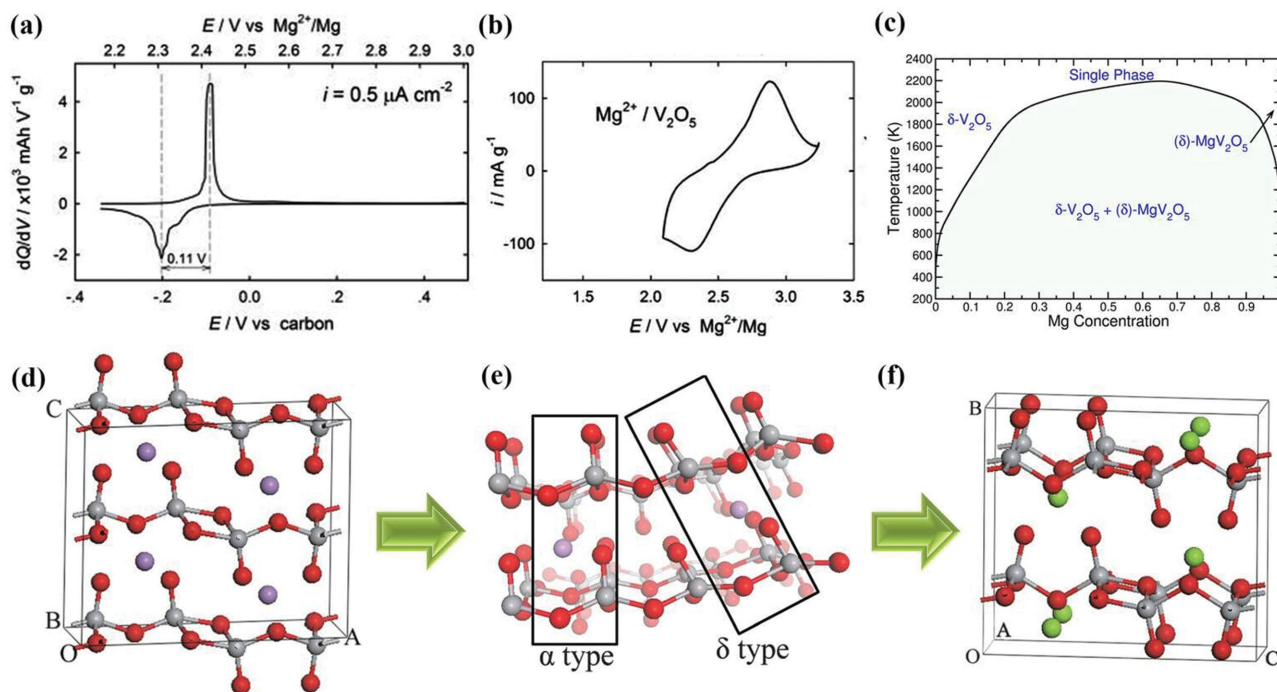 (a)
E / V vs Mg²⁺/Mg
2.2 2.3 2.4 2.5 2.6 2.7 2.8 2.9 3.0
i = 0.5 μA cm⁻²
dQ/dV / x10³ mAh V⁻¹ g⁻¹
4
2
0
-2
0.11 V
-.4 -.2 0. .2 .4
E / V vs carbon
(b)
Mg²⁺ / V₂O₅
i / mA g⁻¹
100
0
-100
2.0 2.5 3.0 3.5
E / V vs Mg²⁺/Mg
(c)
Temperature (K)
2400
2200
2000
1800
1600
1400
1200
1000
800
600
400
200
Single Phase
δ-V₂O₅
(δ)-MgV₂O₅
δ-V₂O₅ + (δ)-MgV₂O₅
0 0.1 0.2 0.3 0.4 0.5 0.6 0.7 0.8 0.9
Mg Concentration
(d)
C
B
O
A
(e)
α type
δ type
(f)
B
A
O
C